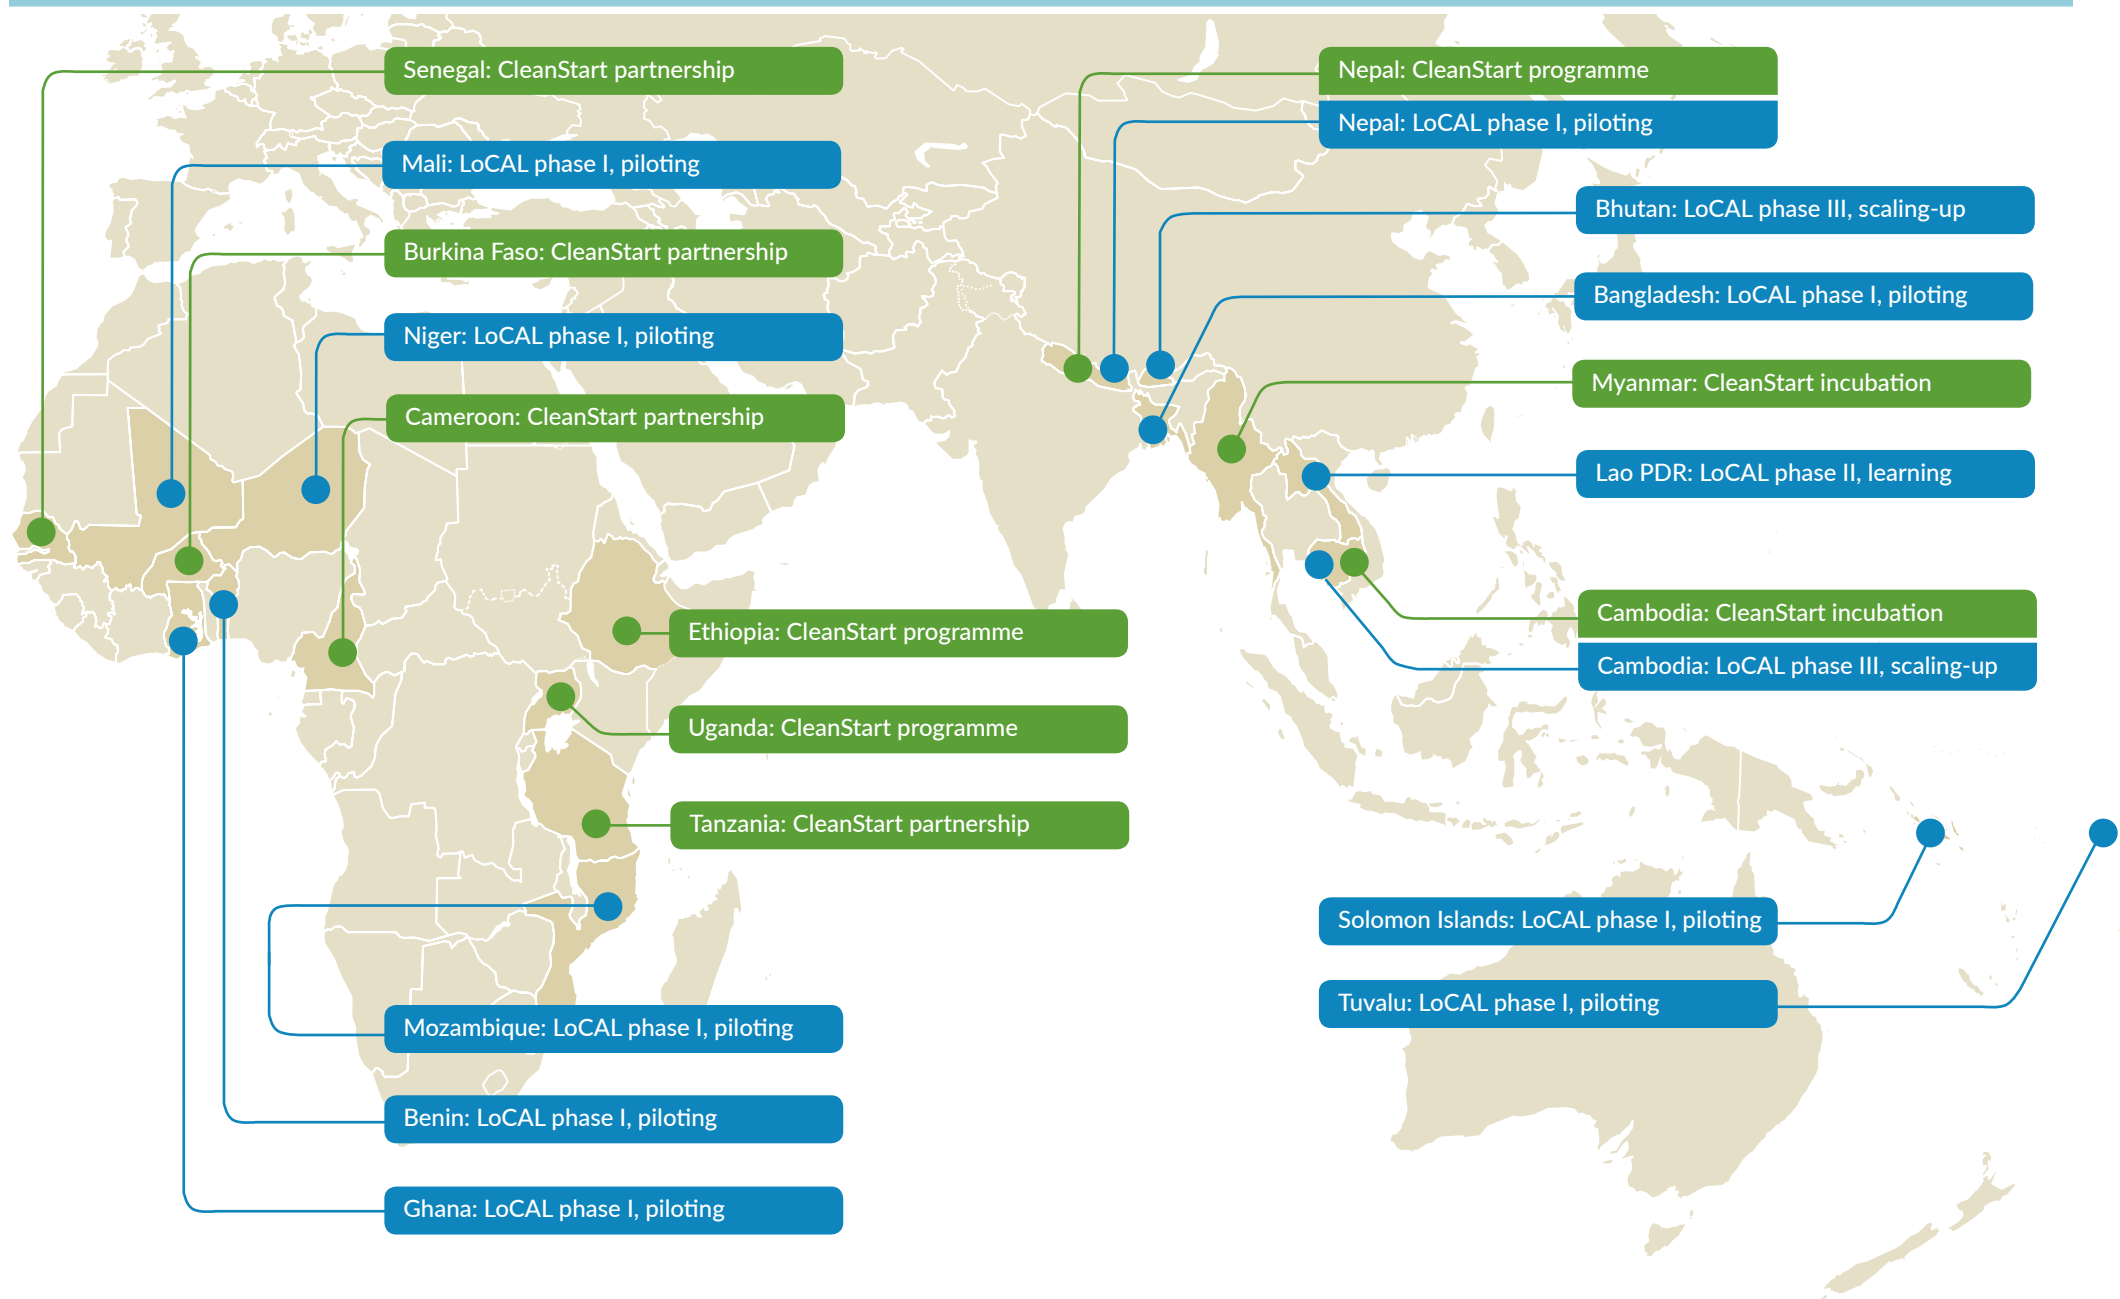 Senegal: CleanStart partnership
Mali: LoCAL phase I, piloting
Burkina Faso: CleanStart partnership
Niger: LoCAL phase I, piloting
Cameroon: CleanStart partnership
Ethiopia: CleanStart programme
Uganda: CleanStart programme
Tanzania: CleanStart partnership
Mozambique: LoCAL phase I, piloting
Benin: LoCAL phase I, piloting
Ghana: LoCAL phase I, piloting
Nepal: CleanStart programme
Nepal: LoCAL phase I, piloting
Bhutan: LoCAL phase III, scaling-up
Bangladesh: LoCAL phase I, piloting
Myanmar: CleanStart incubation
Lao PDR: LoCAL phase II, learning
Cambodia: CleanStart incubation
Cambodia: LoCAL phase III, scaling-up
Solomon Islands: LoCAL phase I, piloting
Tuvalu: LoCAL phase I, piloting